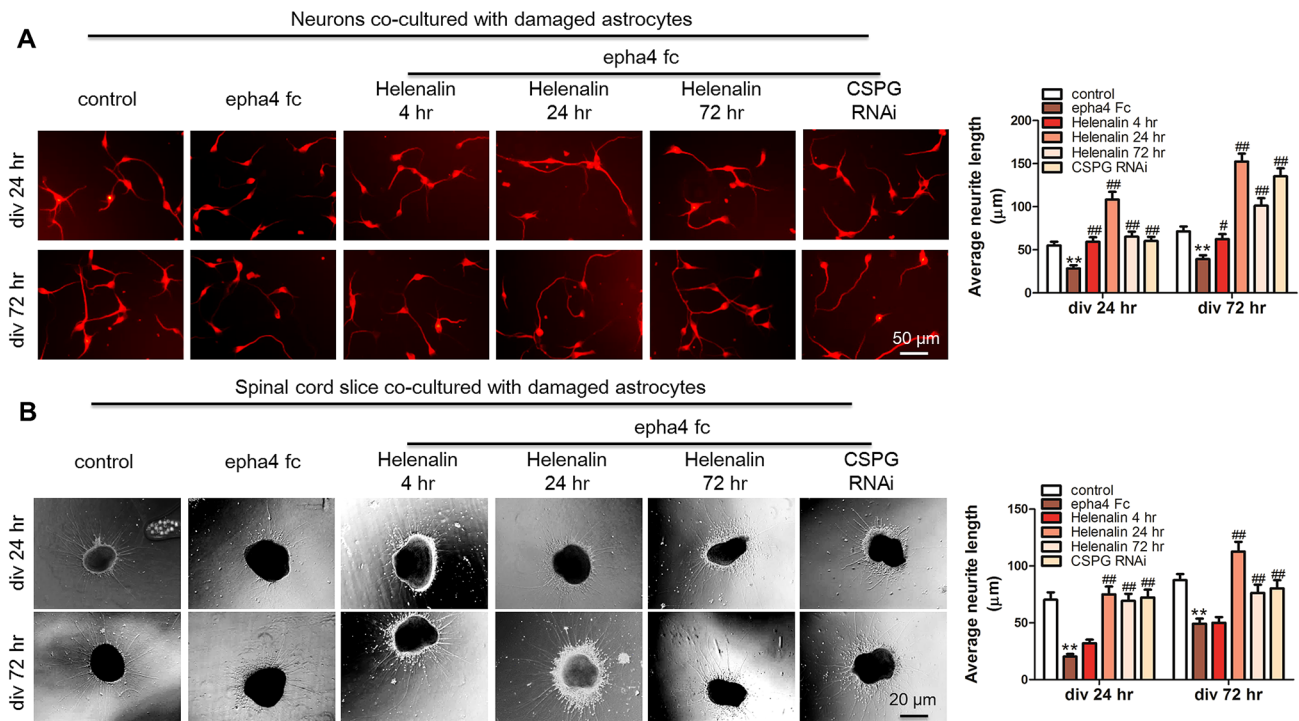 A
Neurons co-cultured with damaged astrocytes
epha4 fc
control
epha4 fc
Helenalin
4 hr
Helenalin
24 hr
Helenalin
72 hr
CSPG
RNAi
div 24 hr
div 72 hr
50 μm
control
epha4 Fc
Helenalin 4 hr
Helenalin 24 hr
Helenalin 72 hr
CSPG RNAi
Average neurite length
(μm)
200
150
100
50
0
** ## ## ## ##
** # ## ## ##
div 24 hr
div 72 hr
B
Spinal cord slice co-cultured with damaged astrocytes
epha4 fc
control
epha4 fc
Helenalin
4 hr
Helenalin
24 hr
Helenalin
72 hr
CSPG
RNAi
div 24 hr
div 72 hr
20 μm
control
epha4 Fc
Helenalin 4 hr
Helenalin 24 hr
Helenalin 72 hr
CSPG RNAi
Average neurite length
(μm)
150
100
50
0
** ## ## ##
** ## ## ##
div 24 hr
div 72 hr